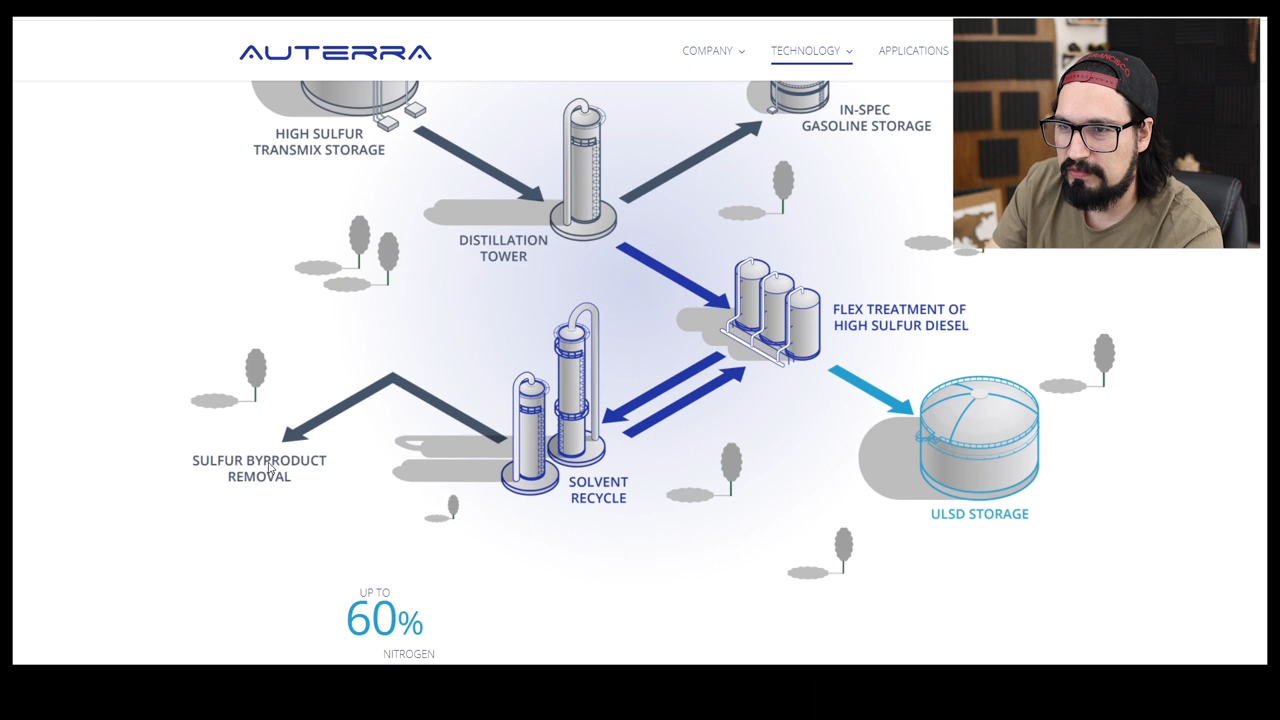 AUTERRA
COMPANY
TECHNOLOGY
APPLICATIONS
FRANCISCO
HIGH SULFUR
TRANSMIX STORAGE
IN-SPEC
GASOLINE STORAGE
DISTILLATION
TOWER
FLEX TREATMENT OF
HIGH SULFUR DIESEL
SULFUR BYPRODUCT
REMOVAL
SOLVENT
RECYCLE
ULSD STORAGE
UP TO
60%
NITROGEN